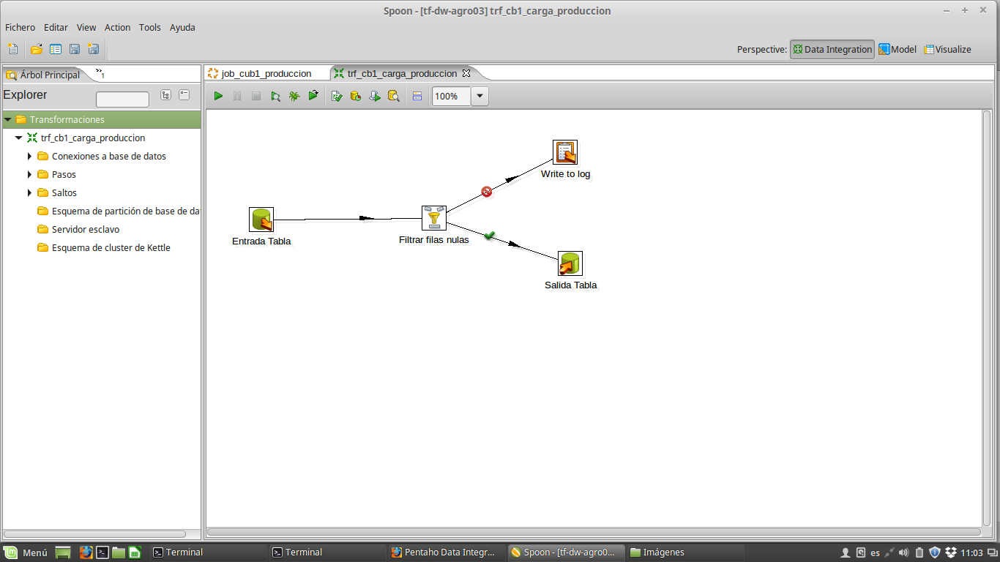 Spoon - [tf-dw-agro03] trf_cb1_carga_produccion
Fichero Editar View Action Tools Ayuda
Perspective: Data Integration Model Visualize
Árbol Principal 1
job_cub1_produccion trf_cb1_carga_produccion
Explorer
100%
Transformaciones
trf_cb1_carga_produccion
Conexiones a base de datos
Pasos
Saltos
Esquema de partición de base de da
Servidor esclavo
Esquema de cluster de Kettle
Write to log
Entrada Tabla
Filtrar filas nulas
Salida Tabla
Menú Terminal Terminal Pentaho Data Integr... Spoon - [tf-dw-agro0... Imágenes es 11:03